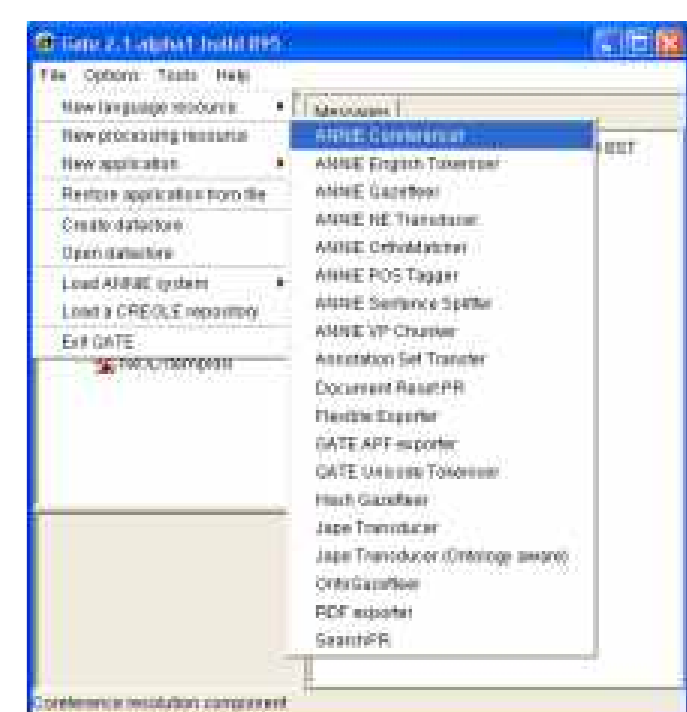 Gate 2.1-alpha1 build 895
File Options Tools Help
New language resource
New processing resource
New application
Restore application from file
Create datastore
Open datastore
Load ANNIE system
Load a CREOLE repository
Exit GATE
Messages
ANNIE Coreferencer
ANNIE English Tokeniser
ANNIE Gazetteer
ANNIE NE Transducer
ANNIE OrthoMatcher
ANNIE POS Tagger
ANNIE Sentence Splitter
ANNIE VP Chunker
Annotation Set Transfer
Document Reset PR
Flexible Exporter
GATE APF exporter
GATE Unicode Tokeniser
Hash Gazetteer
Jape Transducer
Jape Transducer (Ontology aware)
OntoGazetteer
RDF exporter
SearchPR
BST
Coreference resolution component